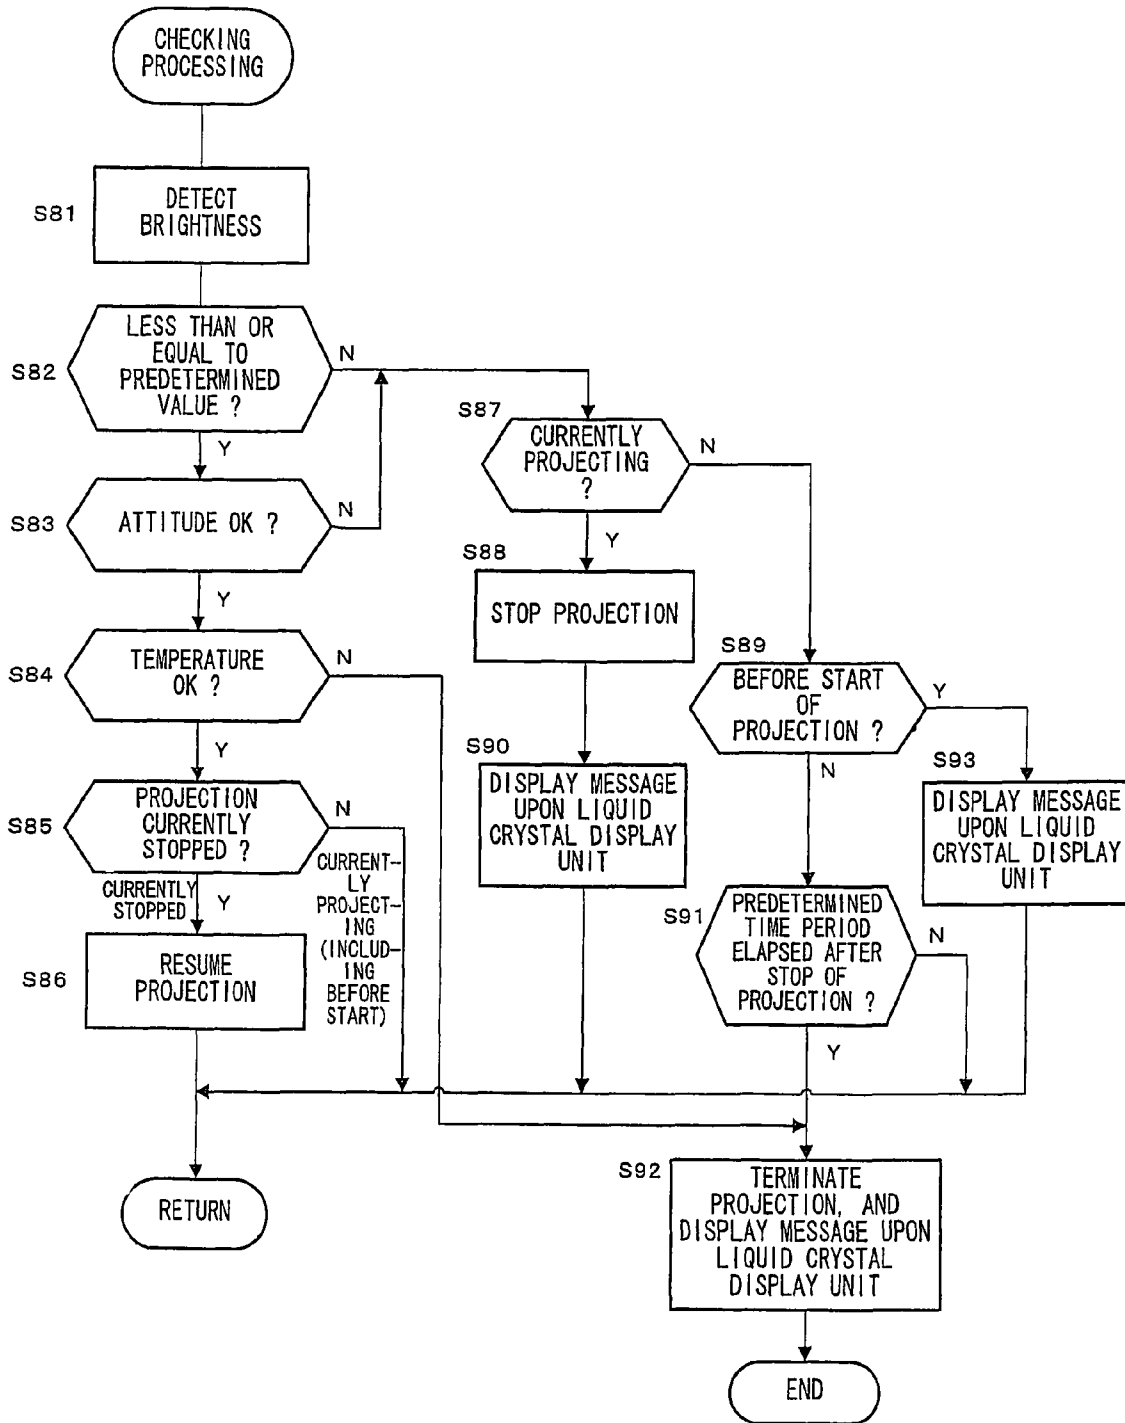 CHECKING
PROCESSING
S81
DETECT
BRIGHTNESS
S82
LESS THAN OR
EQUAL TO
PREDETERMINED
VALUE ?
N
Y
S83
ATTITUDE OK ?
N
Y
S84
TEMPERATURE
OK ?
N
Y
S85
PROJECTION
CURRENTLY
STOPPED ?
N
CURRENTLY
STOPPED
Y
CURRENT-
LY
PROJECT-
ING
(INCLUD-
ING
BEFORE
START)
S86
RESUME
PROJECTION
RETURN
S87
CURRENTLY
PROJECTING
?
N
Y
S88
STOP PROJECTION
S90
DISPLAY MESSAGE
UPON LIQUID
CRYSTAL DISPLAY
UNIT
S89
BEFORE START
OF
PROJECTION ?
Y
N
S93
DISPLAY MESSAGE
UPON LIQUID
CRYSTAL DISPLAY
UNIT
S91
PREDETERMINED
TIME PERIOD
ELAPSED AFTER
STOP OF
PROJECTION ?
N
Y
S92
TERMINATE
PROJECTION, AND
DISPLAY MESSAGE UPON
LIQUID CRYSTAL
DISPLAY UNIT
END